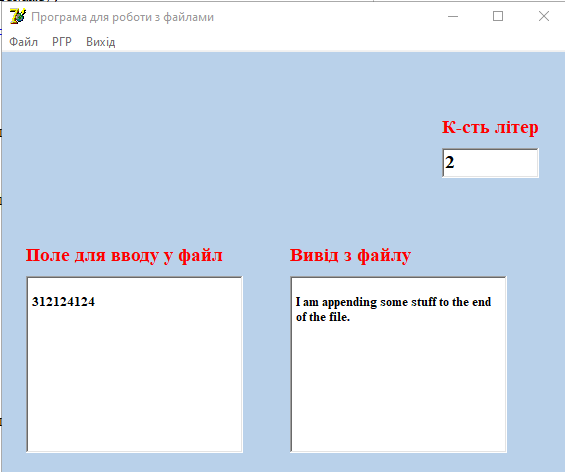 Програма для роботи з файлами
Файл РГР Вихід
К-сть літер
2
Поле для вводу у файл
Вивід з файлу
312124124
I am appending some stuff to the end
of the file.